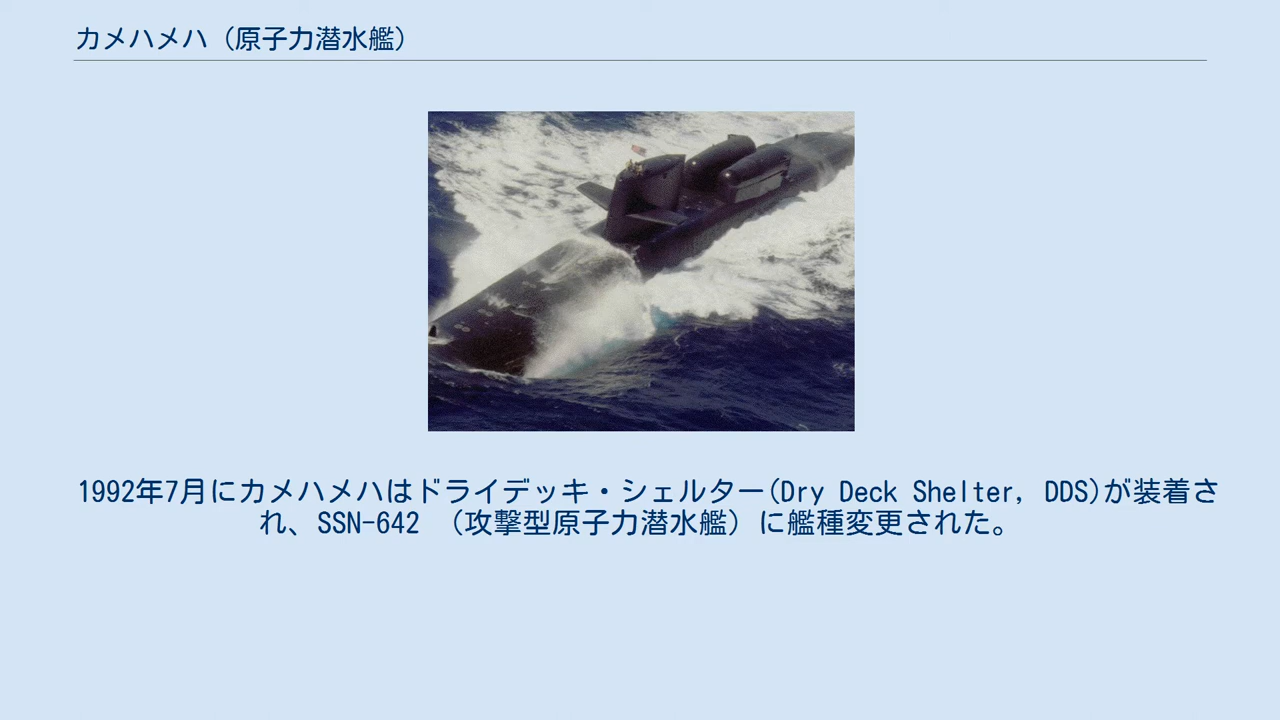 カメハメハ（原子力潜水艦）
1992年7月にカメハメハはドライデッキ・シェルター(Dry Deck Shelter, DDS)が装着さ
れ、SSN-642 （攻撃型原子力潜水艦）に艦種変更された。